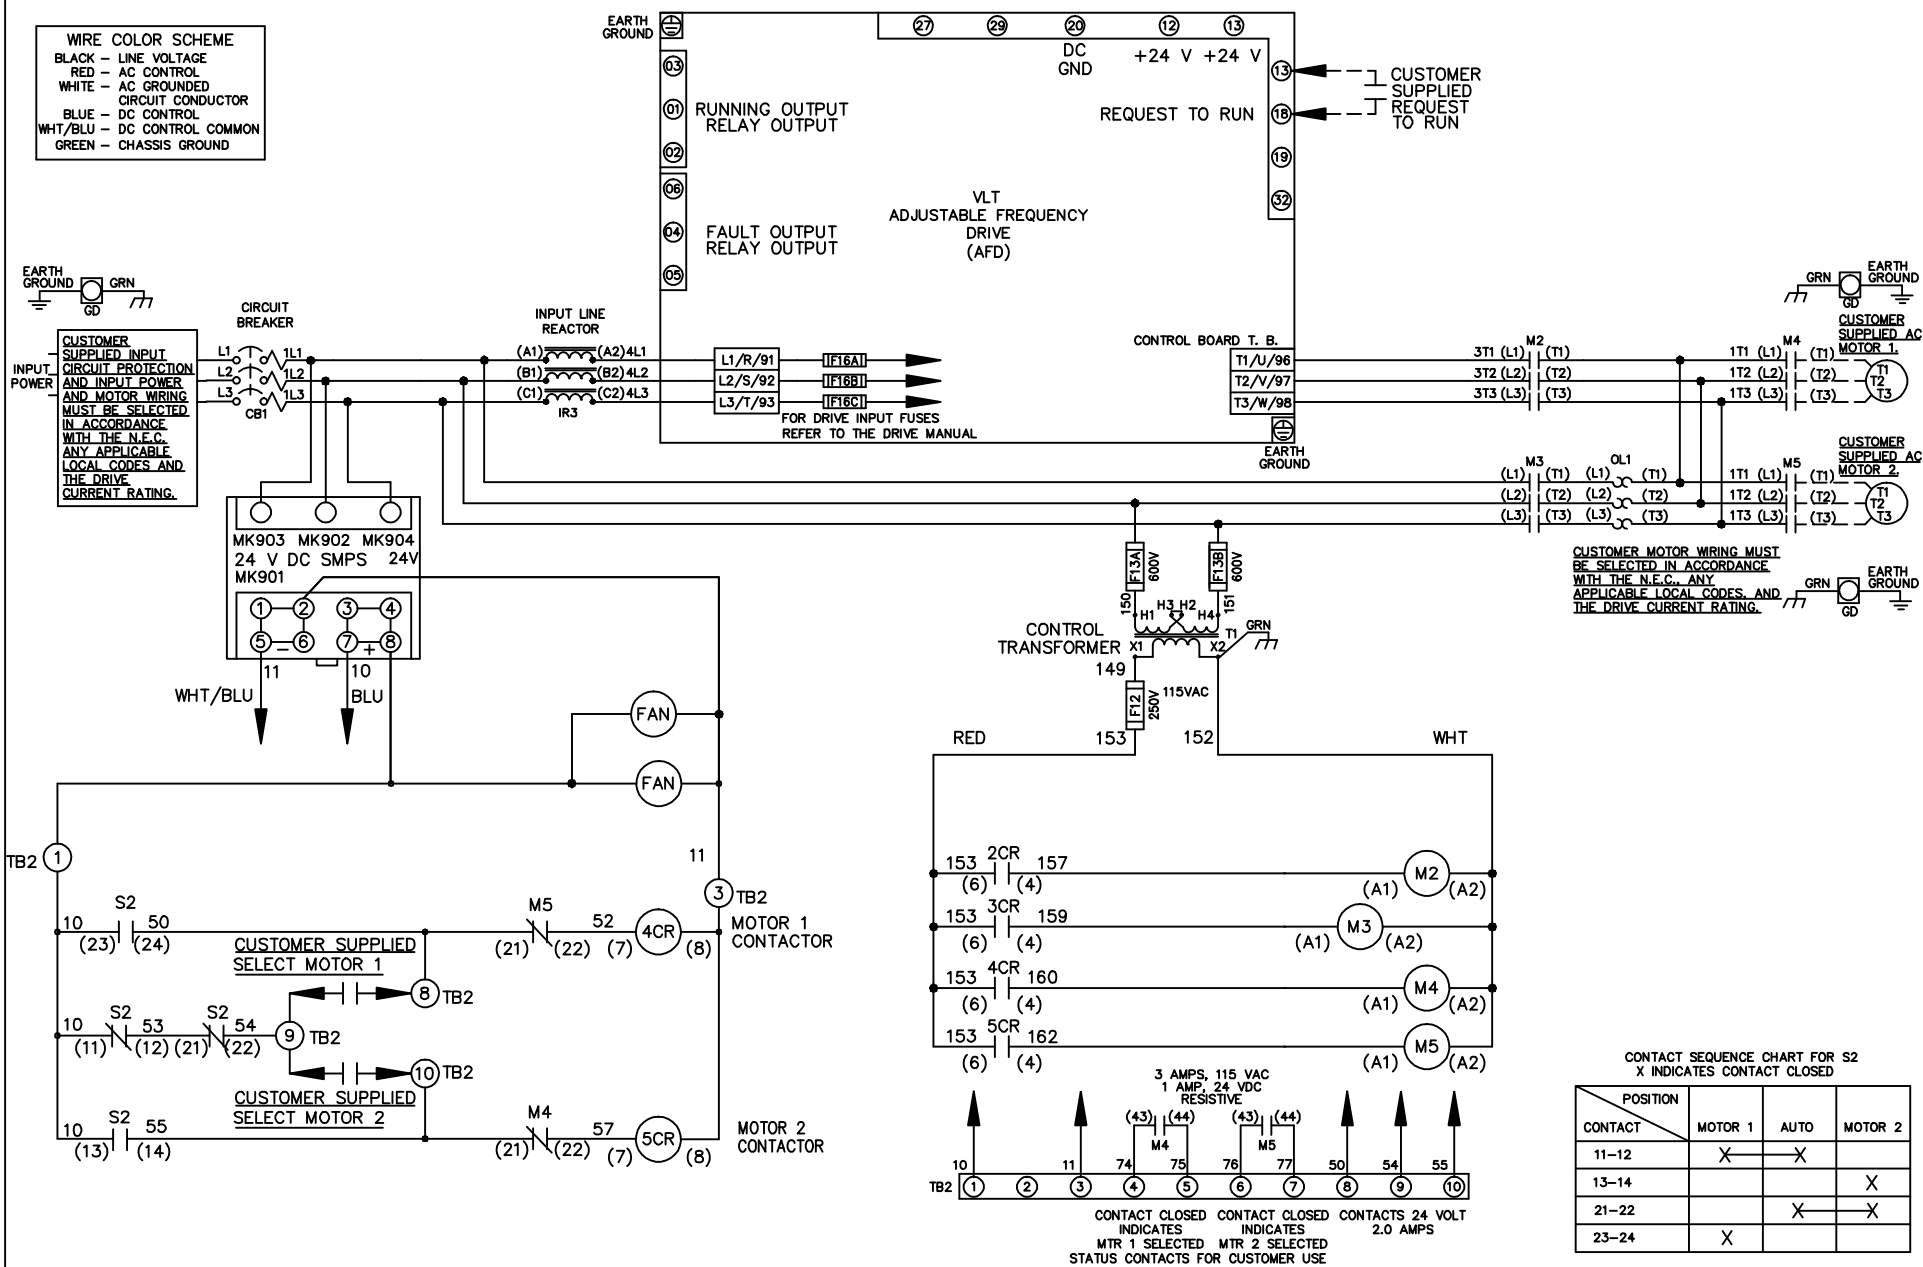 WIRE COLOR SCHEME
BLACK – LINE VOLTAGE
RED – AC CONTROL
WHITE – AC GROUNDED
CIRCUIT CONDUCTOR
BLUE – DC CONTROL
WHT/BLU – DC CONTROL COMMON
GREEN – CHASSIS GROUND
EARTH
GROUND
27 29 20 12 13
DC
GND
+24 V +24 V
03
01
02
RUNNING OUTPUT
RELAY OUTPUT
06
04
05
FAULT OUTPUT
RELAY OUTPUT
13
REQUEST TO RUN 18
19
32
CUSTOMER
SUPPLIED
REQUEST
TO RUN
VLT
ADJUSTABLE FREQUENCY
DRIVE
(AFD)
EARTH
GROUND
GRN
GD
INPUT
POWER
CUSTOMER
SUPPLIED INPUT
CIRCUIT PROTECTION
AND INPUT POWER
AND MOTOR WIRING
MUST BE SELECTED
IN ACCORDANCE
WITH THE N.E.C.
ANY APPLICABLE
LOCAL CODES AND
THE DRIVE
CURRENT RATING.
CIRCUIT
BREAKER
L1 1L1
L2 1L2
L3 1L3
CB1
INPUT LINE
REACTOR
(A1) (A2) 4L1
(B1) (B2) 4L2
(C1) (C2) 4L3
IR3
L1/R/91 F16A
L2/S/92 F16B
L3/T/93 F16C
FOR DRIVE INPUT FUSES
REFER TO THE DRIVE MANUAL
CONTROL BOARD T. B.
T1/U/96
T2/V/97
T3/W/98
EARTH
GROUND
M2
3T1 (L1) (T1)
3T2 (L2) (T2)
3T3 (L3) (T3)
M4
1T1 (L1) (T1)
1T2 (L2) (T2)
1T3 (L3) (T3)
T1
T2
T3
GRN
GD
EARTH
GROUND
CUSTOMER
SUPPLIED AC
MOTOR 1.
M3 OL1
(L1) (T1) (L1) (T1)
(L2) (T2) (L2) (T2)
(L3) (T3) (L3) (T3)
M5
1T1 (L1) (T1)
1T2 (L2) (T2)
1T3 (L3) (T3)
T1
T2
T3
CUSTOMER
SUPPLIED AC
MOTOR 2.
CUSTOMER MOTOR WIRING MUST
BE SELECTED IN ACCORDANCE
WITH THE N.E.C., ANY
APPLICABLE LOCAL CODES, AND
THE DRIVE CURRENT RATING.
GRN
GD
EARTH
GROUND
MK903 MK902 MK904
24 V DC SMPS 24V
MK901
1 2 3 4
5 – 6 7 + 8
11 10
WHT/BLU BLU
FAN
FAN
F13A 600V F13B 600V
150 151
H1 H3 H2 H4
CONTROL
TRANSFORMER
X1 X2 T1
GRN
149
F12 250V
115VAC
RED 153 152 WHT
TB2 1
11
3 TB2
S2
10 50
(23) (24)
M5
(21) (22)
52
(7) 4CR (8)
MOTOR 1
CONTACTOR
CUSTOMER SUPPLIED
SELECT MOTOR 1
8 TB2
S2 S2
10 53 54
(11) (12) (21) (22)
9 TB2
10 TB2
CUSTOMER SUPPLIED
SELECT MOTOR 2
S2
10 55
(13) (14)
M4
(21) (22)
57
(7) 5CR (8)
MOTOR 2
CONTACTOR
2CR
153 157
(6) (4)
(A1) M2 (A2)
3CR
153 159
(6) (4)
(A1) M3 (A2)
4CR
153 160
(6) (4)
(A1) M4 (A2)
5CR
153 162
(6) (4)
(A1) M5 (A2)
3 AMPS, 115 VAC
1 AMP, 24 VDC
RESISTIVE
(43) (44) (43) (44)
M4 M5
10 11 74 75 76 77 50 54 55
TB2 1 2 3 4 5 6 7 8 9 10
CONTACT CLOSED
INDICATES
MTR 1 SELECTED
CONTACT CLOSED
INDICATES
MTR 2 SELECTED
CONTACTS 24 VOLT
2.0 AMPS
STATUS CONTACTS FOR CUSTOMER USE
CONTACT SEQUENCE CHART FOR S2
X INDICATES CONTACT CLOSED
POSITION
CONTACT MOTOR 1 AUTO MOTOR 2
11–12 X X
13–14 X
21–22 X X
23–24 X